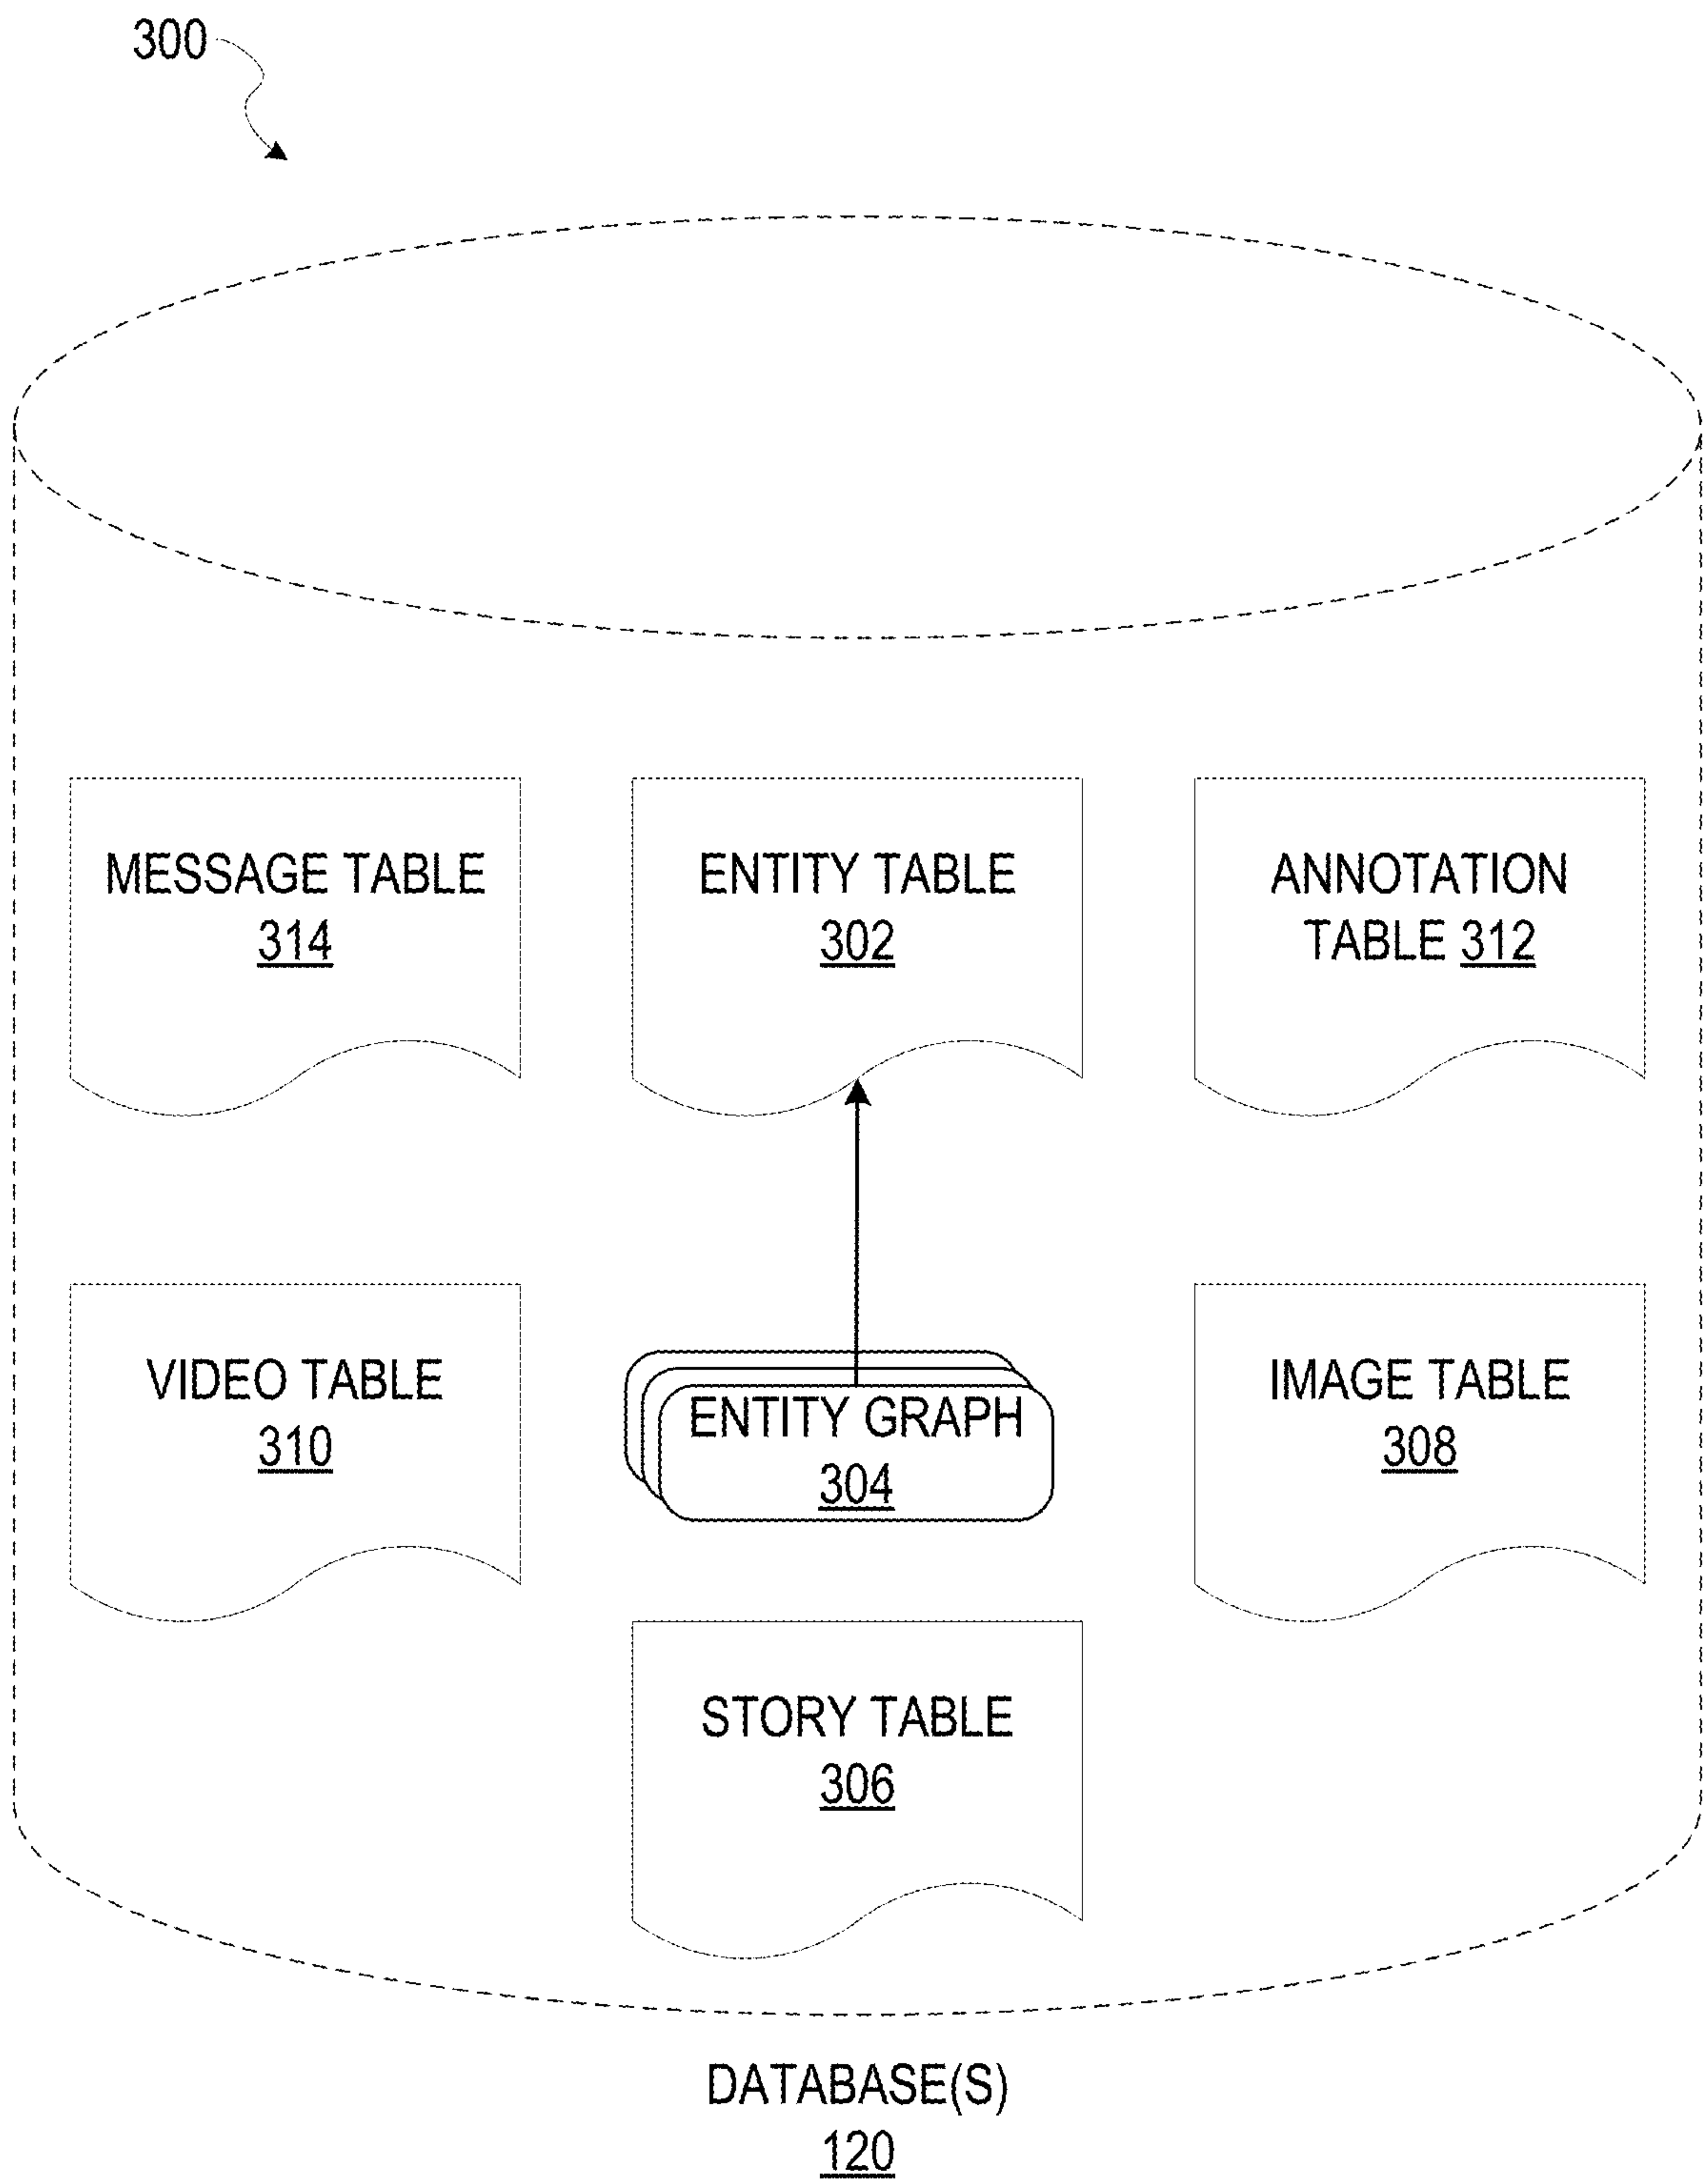 300
MESSAGE TABLE
314
ENTITY TABLE
302
ANNOTATION
TABLE 312
VIDEO TABLE
310
ENTITY GRAPH
304
IMAGE TABLE
308
STORY TABLE
306
DATABASE(S)
120